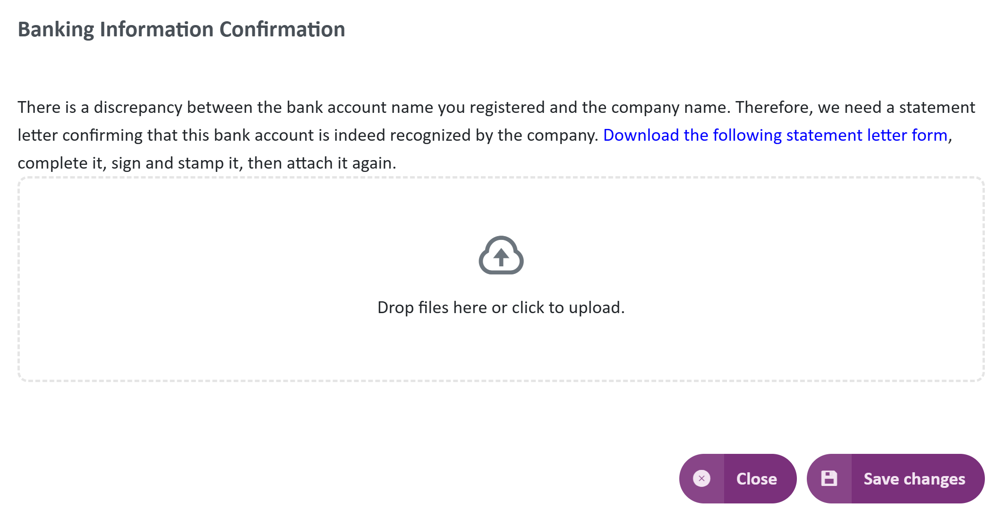 Banking Information Confirmation
There is a discrepancy between the bank account name you registered and the company name. Therefore, we need a statement
letter confirming that this bank account is indeed recognized by the company. Download the following statement letter form,
complete it, sign and stamp it, then attach it again.
Drop files here or click to upload.
Close
Save changes